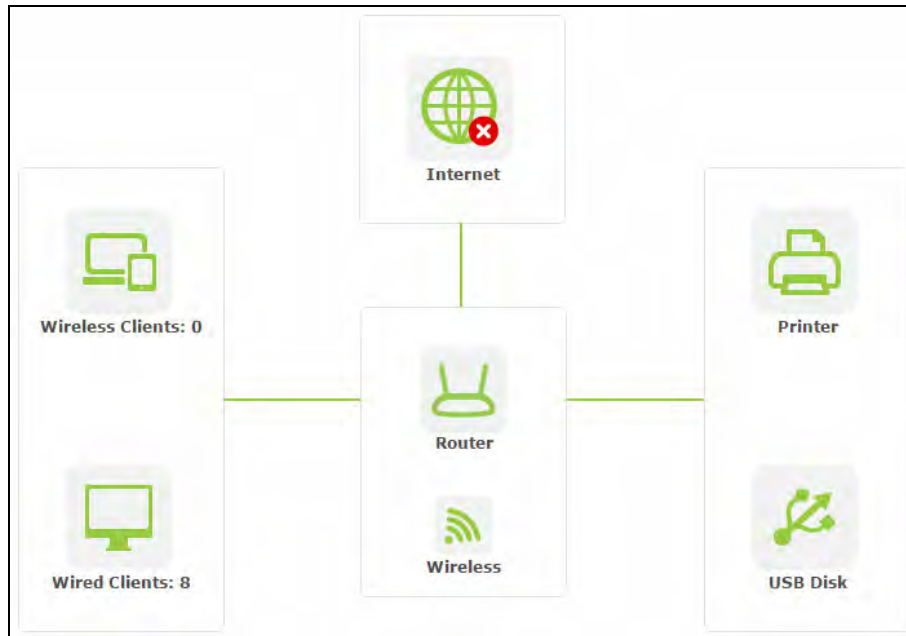 Internet
Wireless Clients: 0
Printer
Router
Wireless
Wired Clients: 8
USB Disk